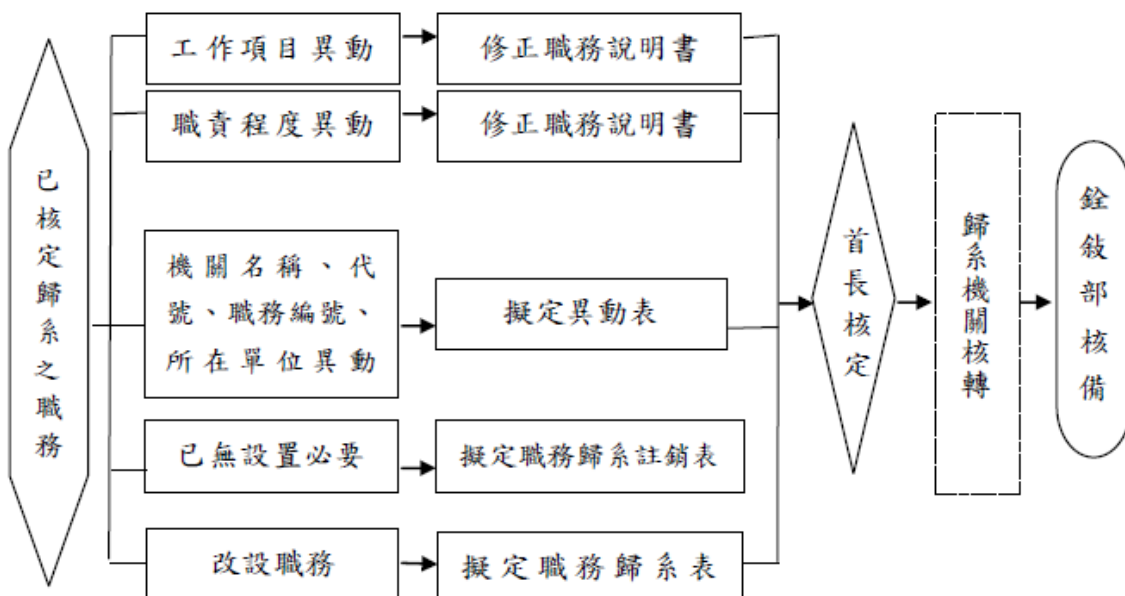 已核定歸系之職務
工作項目異動
修正職務說明書
職責程度異動
修正職務說明書
機關名稱、代
號、職務編號、
所在單位異動
擬定異動表
已無設置必要
擬定職務歸系註銷表
改設職務
擬定職務歸系表
首長核定
歸系機關核轉
銓敍部核備